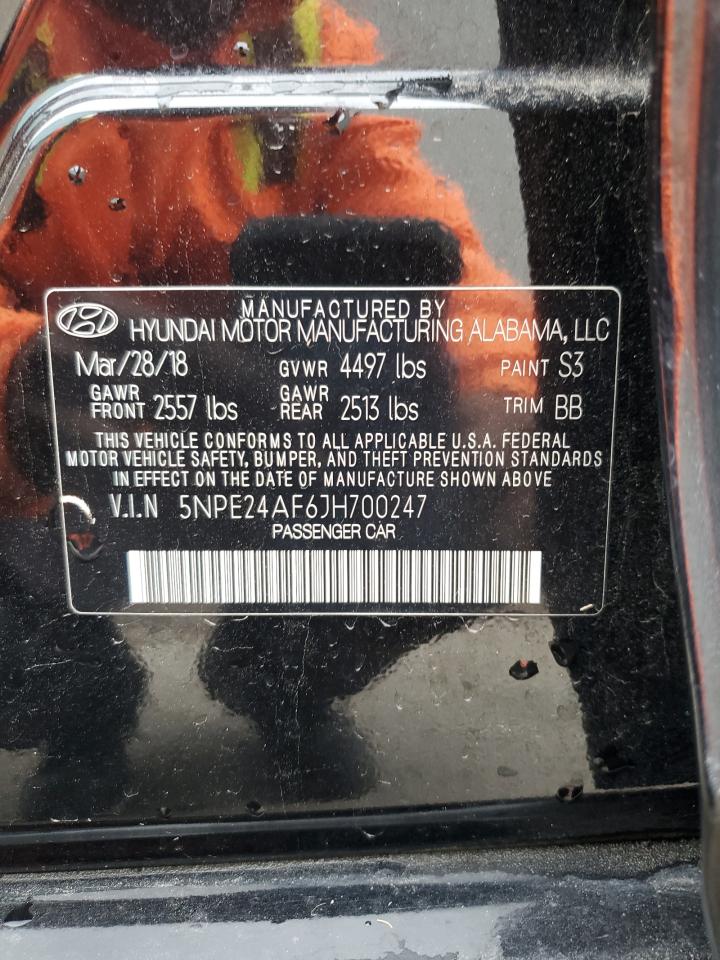 MANUFACTURED BY
HYUNDAI MOTOR MANUFACTURING ALABAMA, LLC
Mar/28/18 GVWR 4497 lbs PAINT S3
GAWR FRONT 2557 lbs GAWR REAR 2513 lbs TRIM BB
THIS VEHICLE CONFORMS TO ALL APPLICABLE U.S.A. FEDERAL
MOTOR VEHICLE SAFETY, BUMPER, AND THEFT PREVENTION STANDARDS
IN EFFECT ON THE DATE OF MANUFACTURE SHOWN ABOVE
V.I.N 5NPE24AF6JH700247
PASSENGER CAR